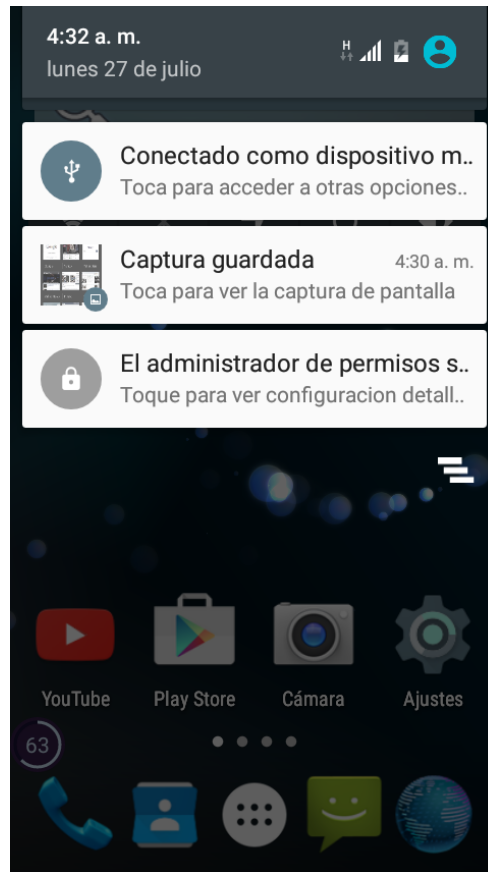 4:32 a. m.
lunes 27 de julio
H
Conectado como dispositivo m..
Toca para acceder a otras opciones..
Captura guardada 4:30 a. m.
Toca para ver la captura de pantalla
El administrador de permisos s..
Toque para ver configuracion detall..
YouTube Play Store Cámara Ajustes
63